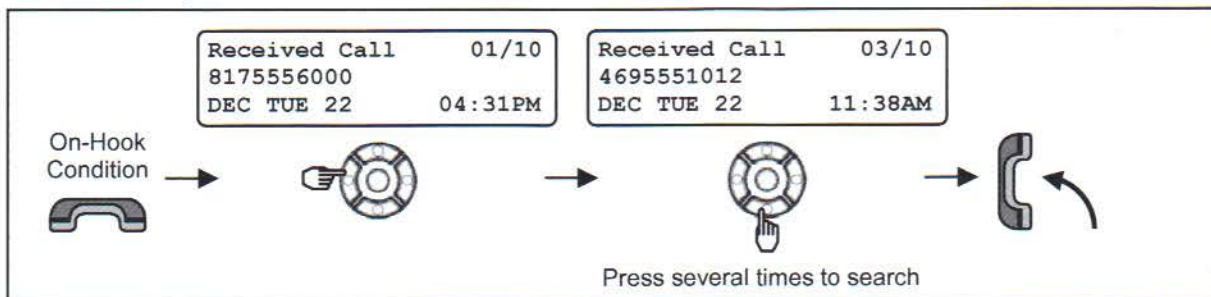 Received Call 01/10
8175556000
DEC TUE 22 04:31PM
Received Call 03/10
4695551012
DEC TUE 22 11:38AM
On-Hook
Condition
Press several times to search